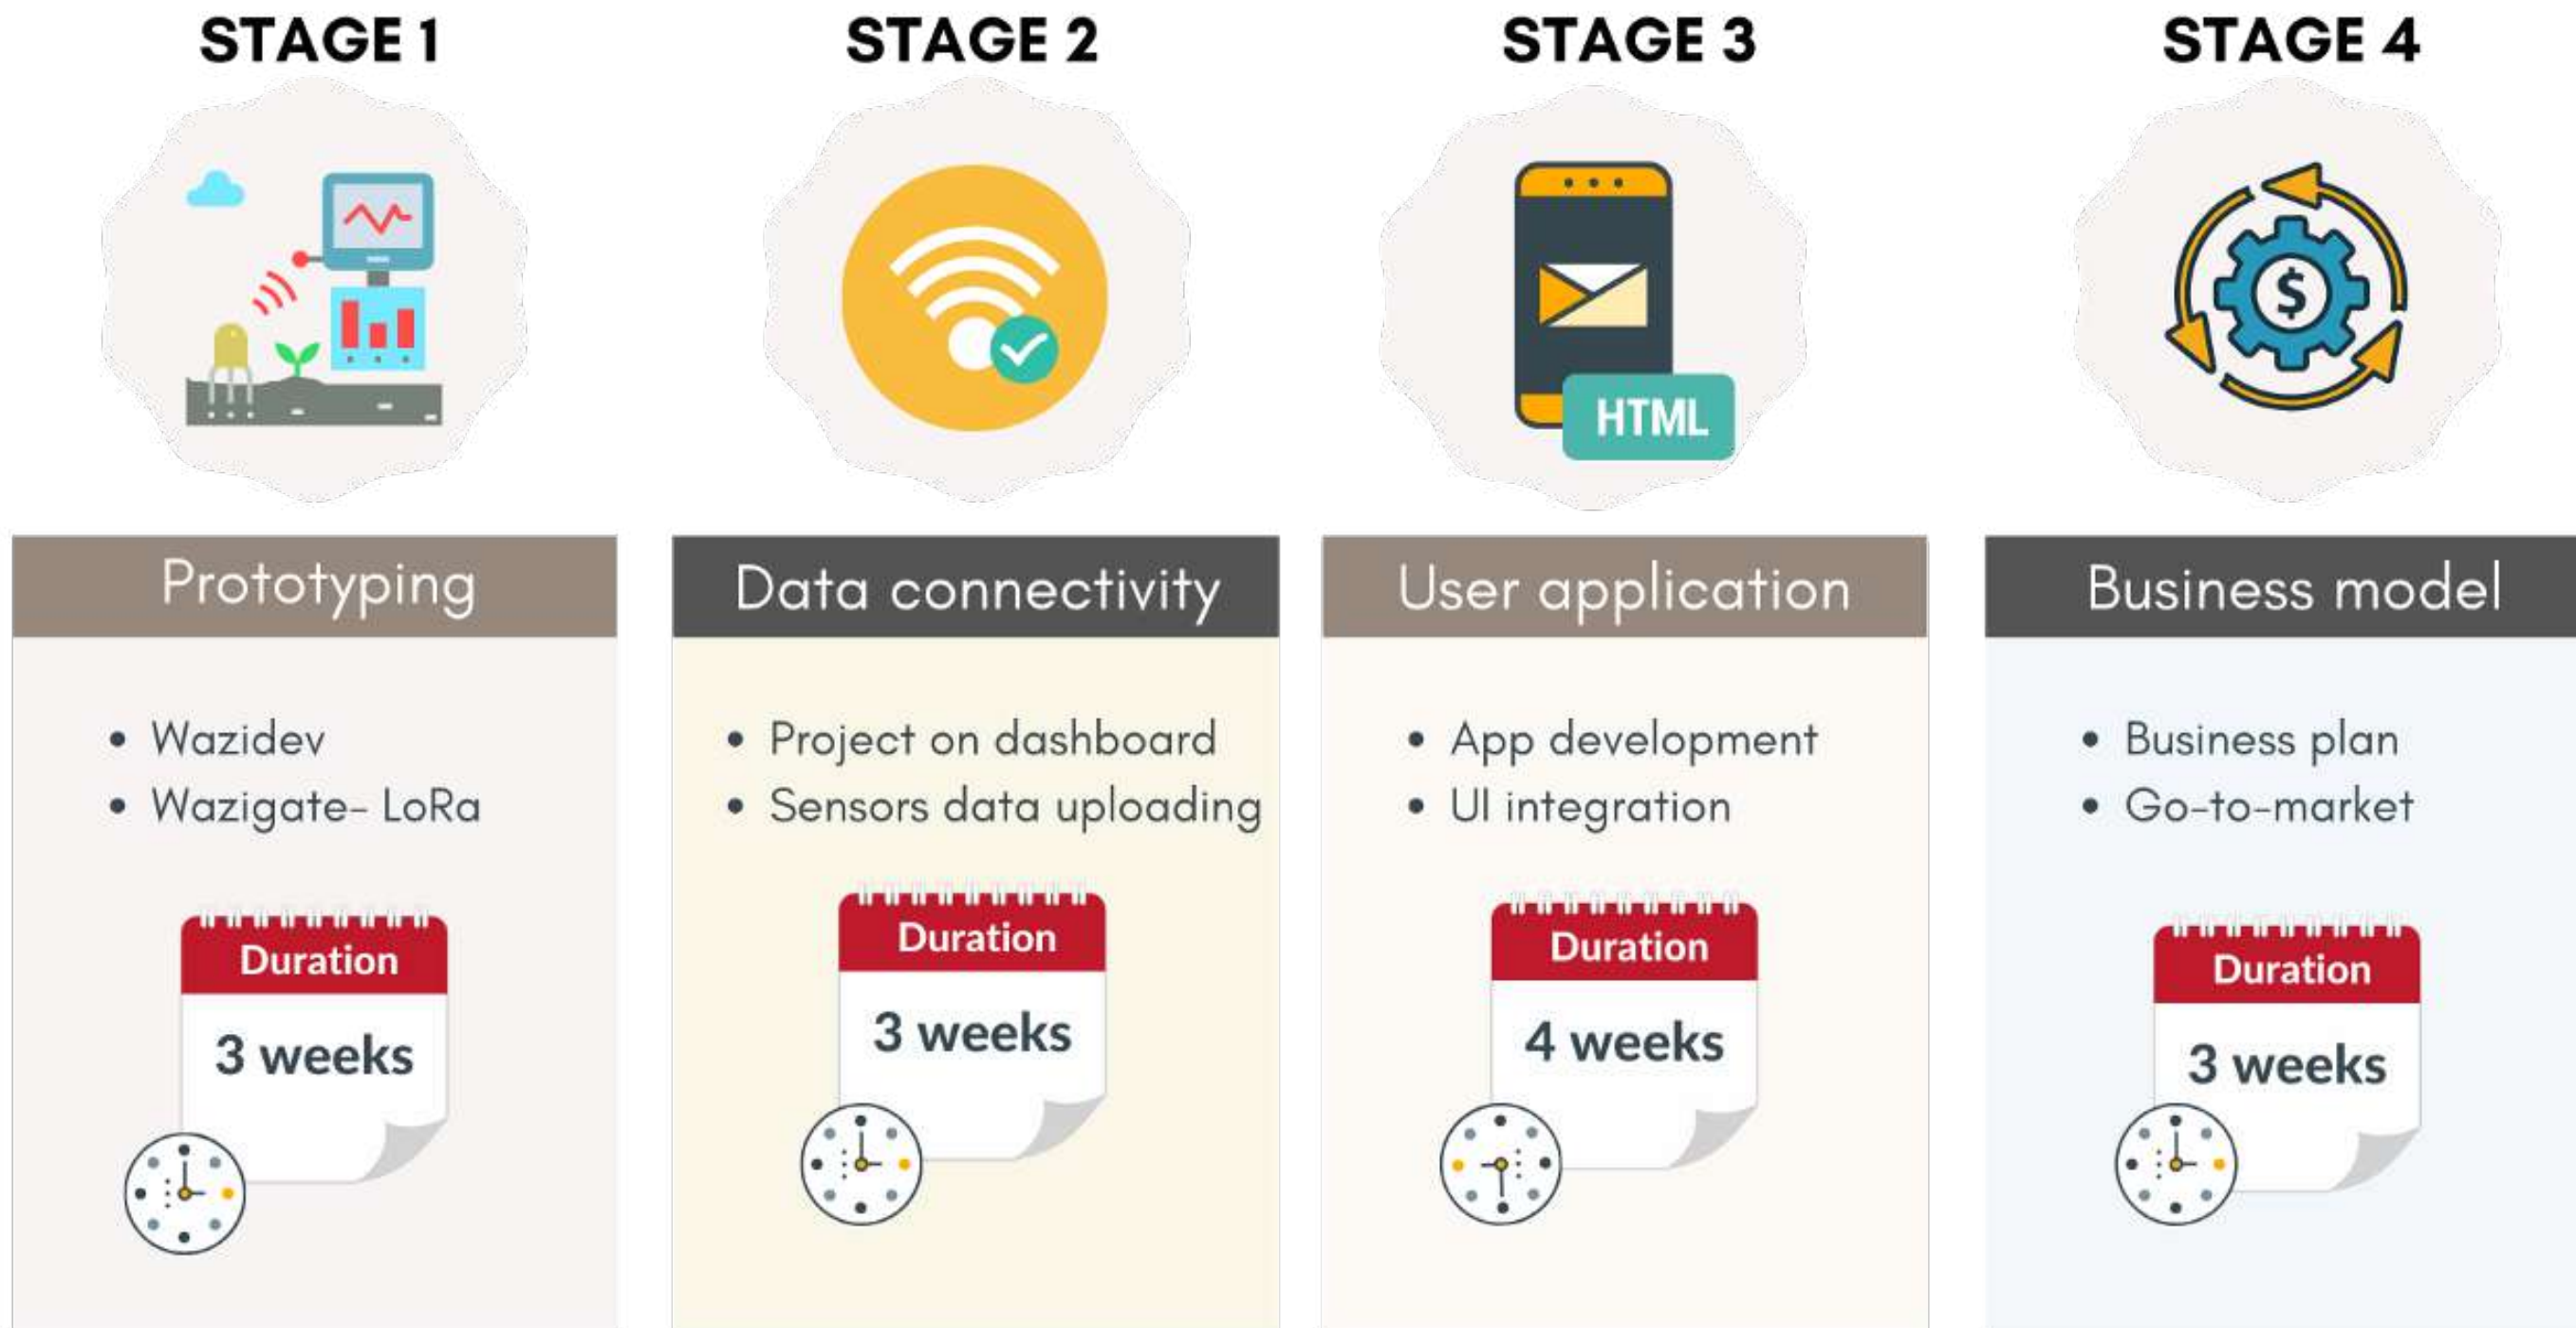 STAGE 1
STAGE 2
STAGE 3
STAGE 4
HTML
$
Prototyping
Data connectivity
User application
Business model
• Wazidev
• Wazigate- LoRa
• Project on dashboard
• Sensors data uploading
• App development
• UI integration
• Business plan
• Go-to-market
Duration
3 weeks
Duration
3 weeks
Duration
4 weeks
Duration
3 weeks